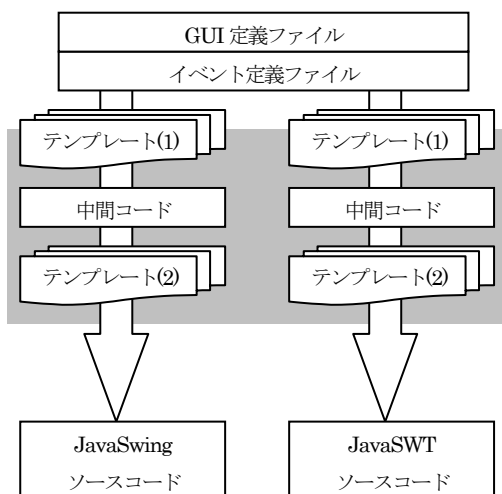 GUI 定義ファイル
イベント定義ファイル
テンプレート(1)
テンプレート(1)
中間コード
中間コード
テンプレート(2)
テンプレート(2)
JavaSwing
ソースコード
JavaSWT
ソースコード